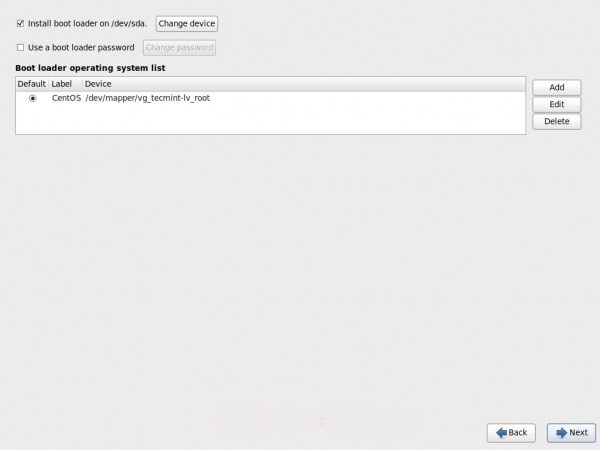 Install boot loader on /dev/sda. Change device
Use a boot loader password Change password
Boot loader operating system list
Default Label Device
CentOS /dev/mapper/vg_tecmint-lv_root
Add
Edit
Delete
Back Next